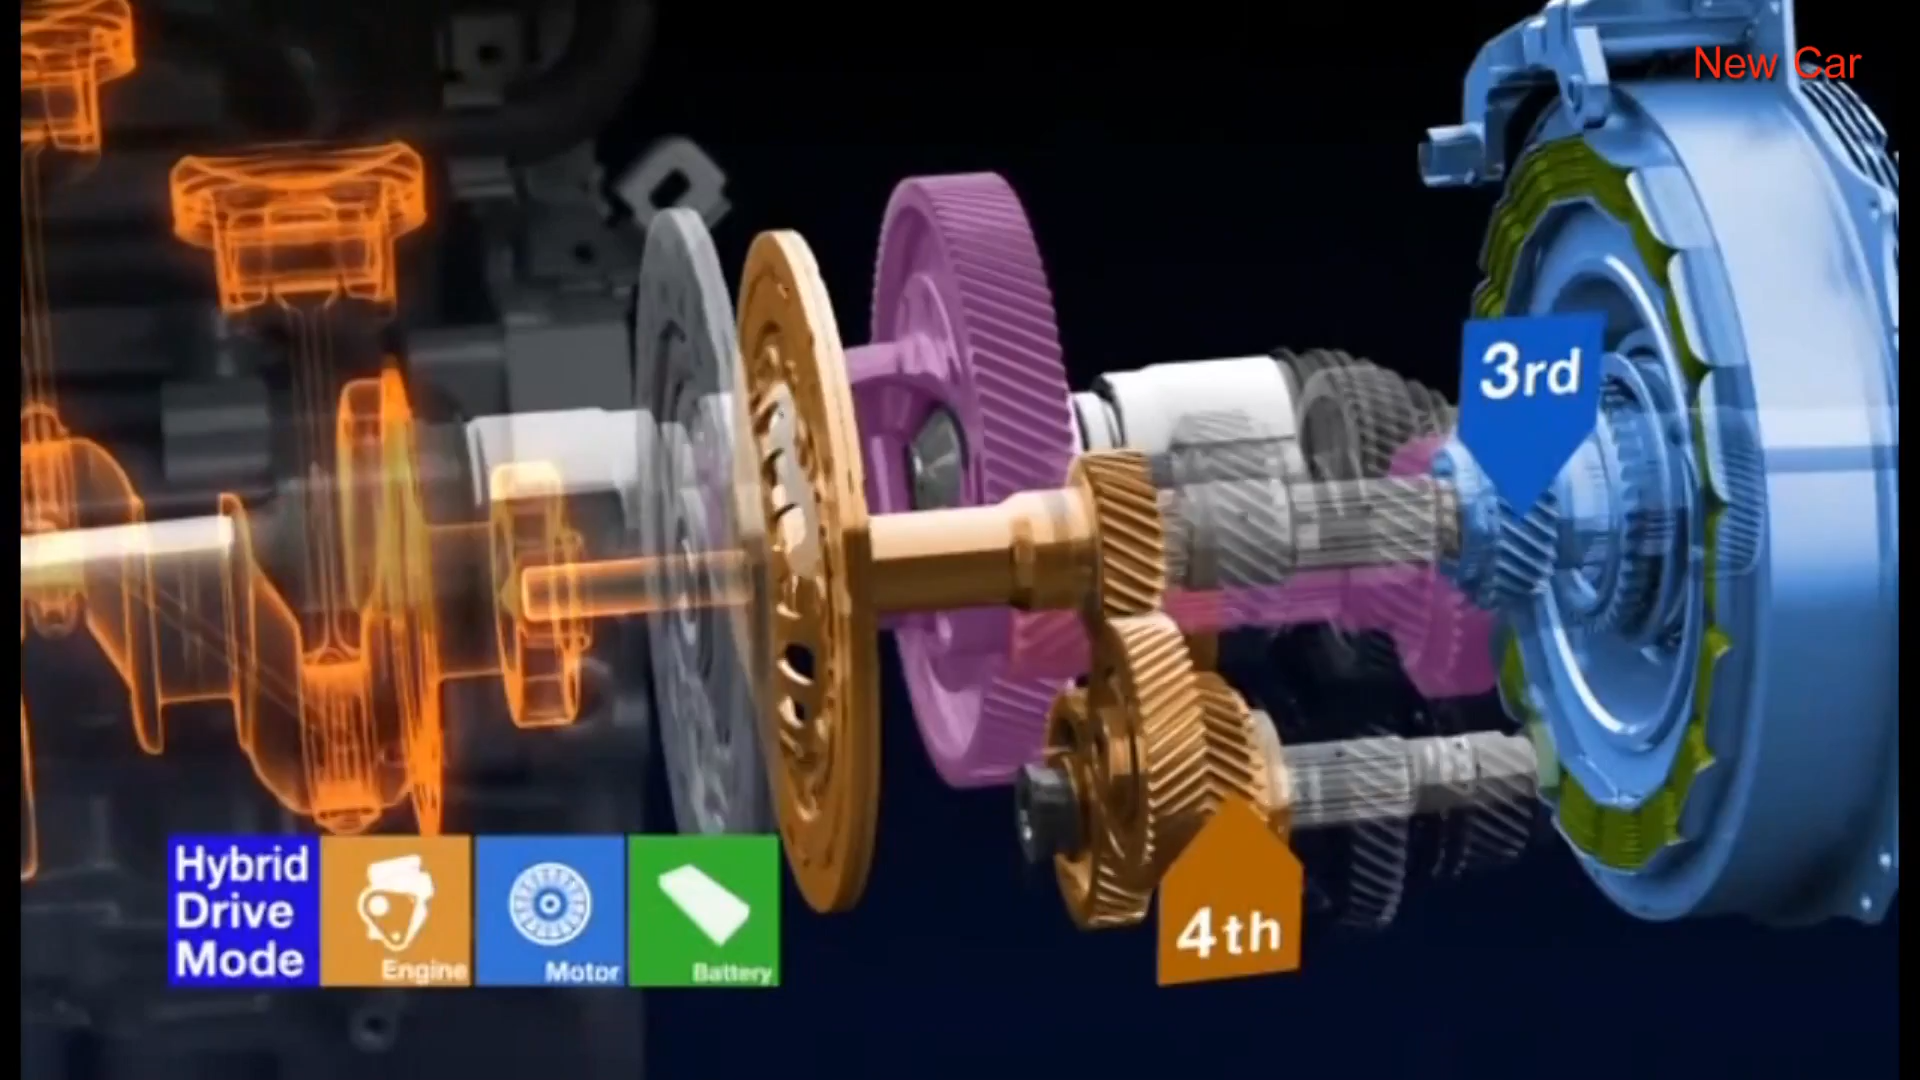 New Car
3rd
4th
Hybrid
Drive
Mode
Engine
Motor
Battery